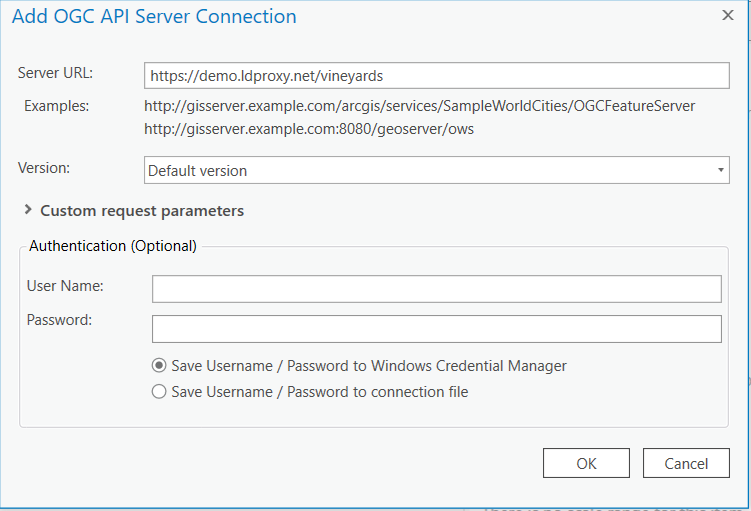 Add OGC API Server Connection
Server URL: https://demo.ldproxy.net/vineyards
Examples: http://gisserver.example.com/arcgis/services/SampleWorldCities/OGCFeatureServer
http://gisserver.example.com:8080/geoserver/ows
Version: Default version
Custom request parameters
Authentication (Optional)
User Name:
Password:
Save Username / Password to Windows Credential Manager
Save Username / Password to connection file
OK Cancel